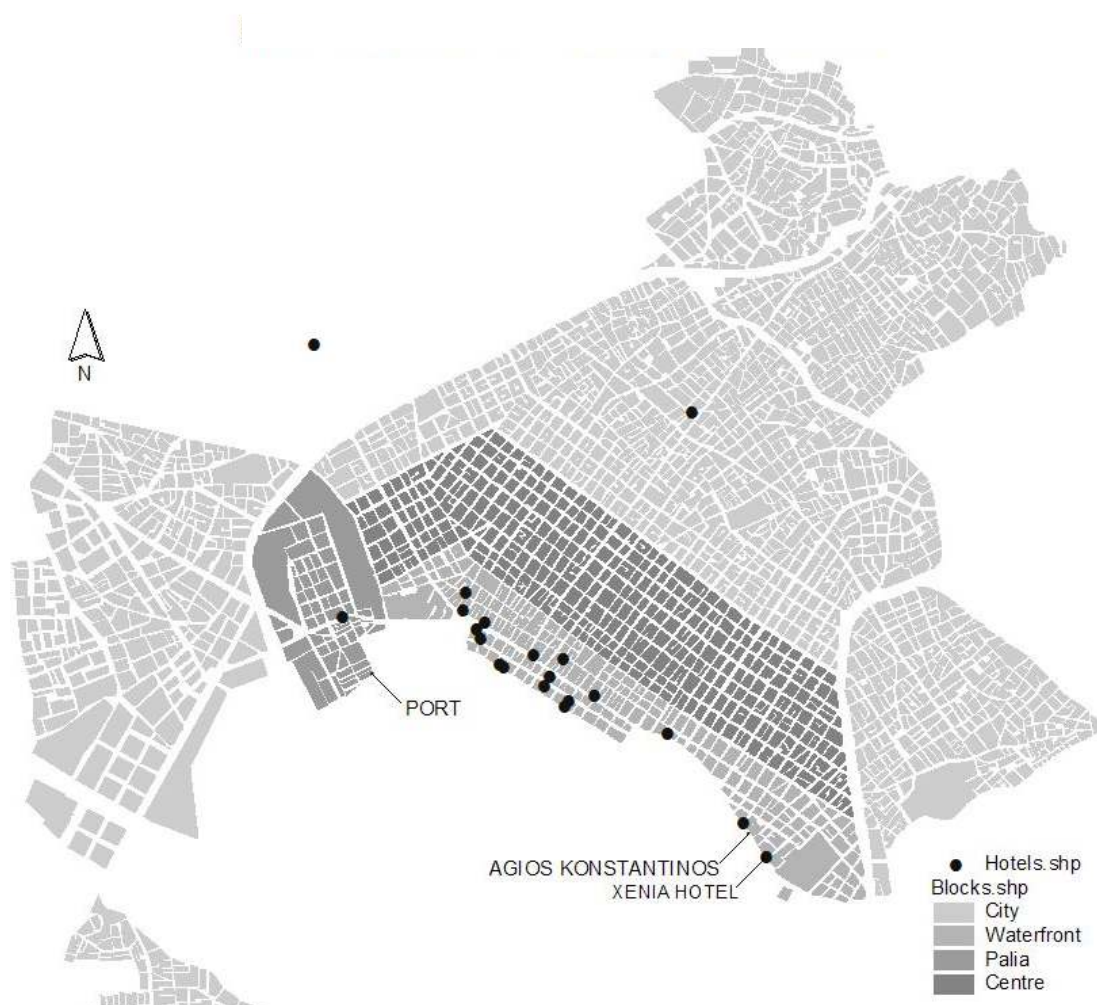 N
PORT
AGIOS KONSTANTINOS
XENIA HOTEL
Hotels.shp
Blocks.shp
City
Waterfront
Palia
Centre